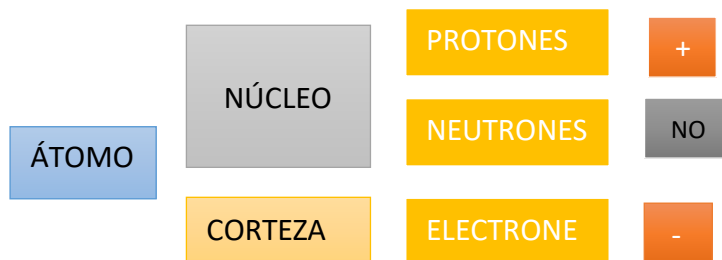 ÁTOMO
NÚCLEO
PROTONES
+
NEUTRONES
NO
CORTEZA
ELECTRONE
-